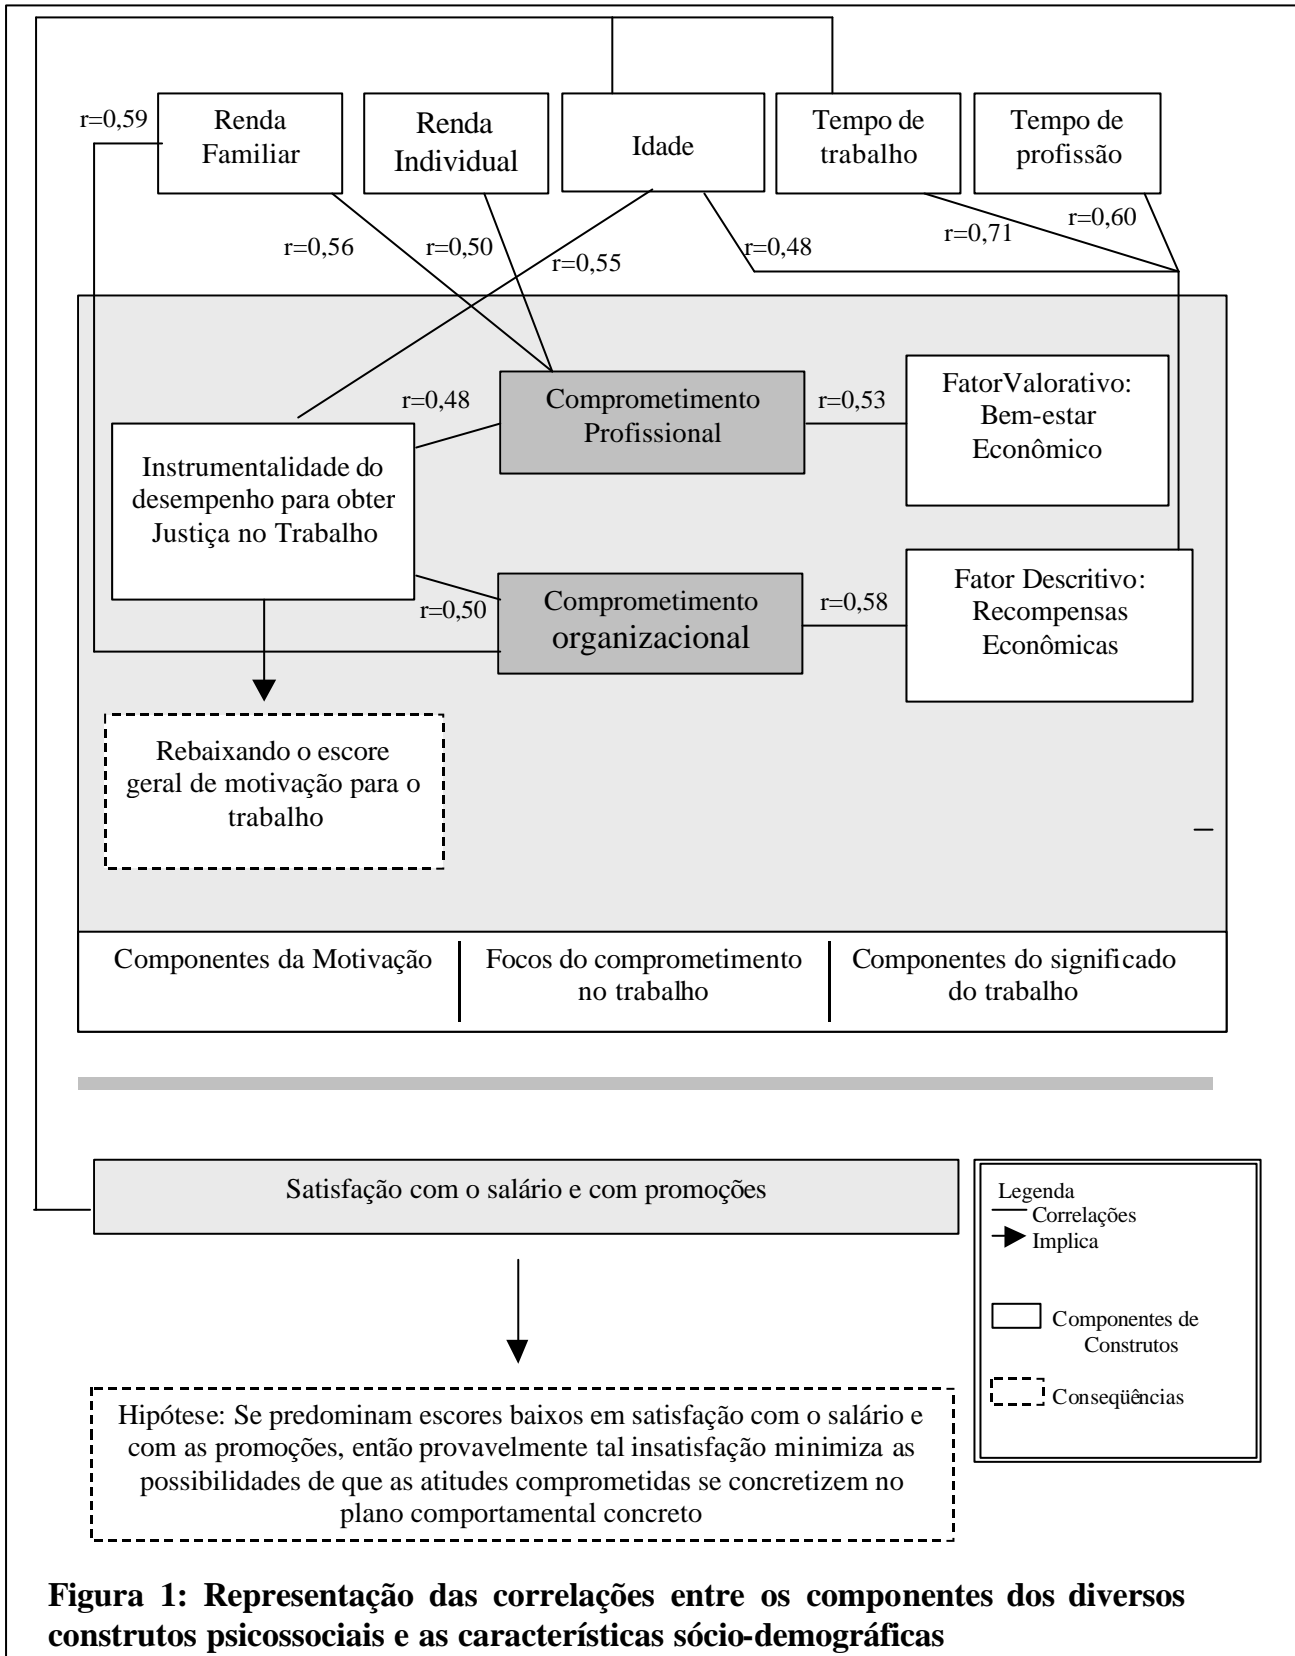 r=0,59
Renda
Familiar
Renda
Individual
Idade
Tempo de
trabalho
Tempo de
profissão
r=0,56
r=0,50
r=0,55
r=0,48
r=0,71
r=0,60
r=0,48
Comprometimento
Profissional
r=0,53
FatorValorativo:
Bem-estar
Econômico
Instrumentalidade do
desempenho para obter
Justiça no Trabalho
r=0,50
Comprometimento
organizacional
r=0,58
Fator Descritivo:
Recompensas
Econômicas
Rebaixando o escore
geral de motivação para o
trabalho
Componentes da Motivação
Focos do comprometimento
no trabalho
Componentes do significado
do trabalho
Satisfação com o salário e com promoções
Legenda
Correlações
Implica
Componentes de
Construtos
Conseqüências
Hipótese: Se predominam escores baixos em satisfação com o salário e
com as promoções, então provavelmente tal insatisfação minimiza as
possibilidades de que as atitudes comprometidas se concretizem no
plano comportamental concreto
Figura 1: Representação das correlações entre os componentes dos diversos
construtos psicossociais e as características sócio-demográficas